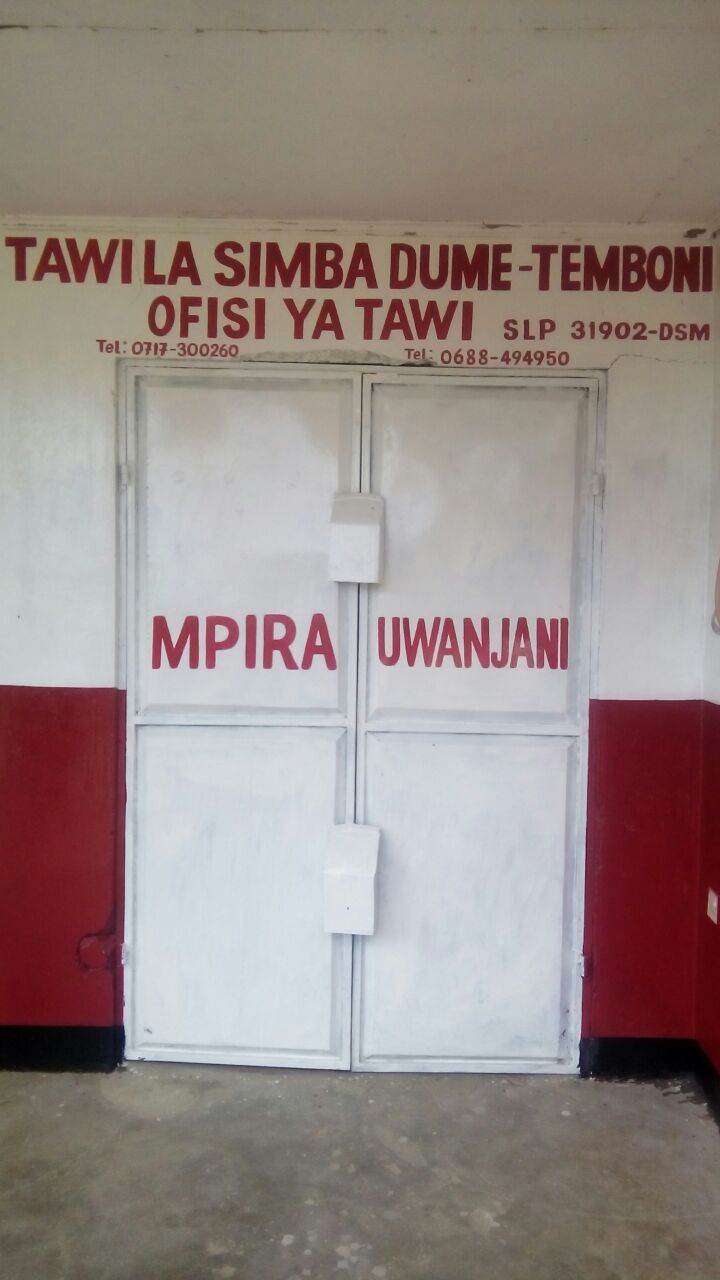 TAWI LA SIMBA DUME-TEMBONI
OFISI YA TAWI SLP 31902-DSM
Tel: 0717-300260 Tel: 0688-494950
MPIRA UWANJANI